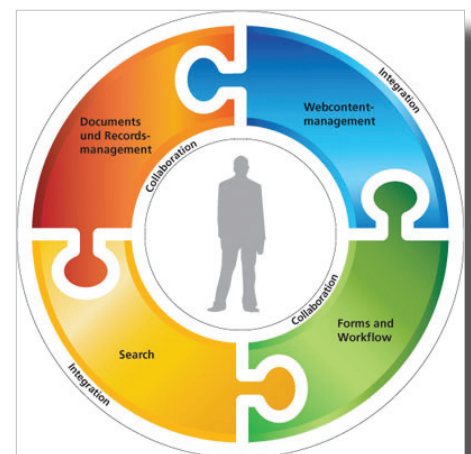 Integration
Documents
und Records-
management
Webcontent-
management
Collaboration
Collaboration
Forms and
Workflow
Search
Integration